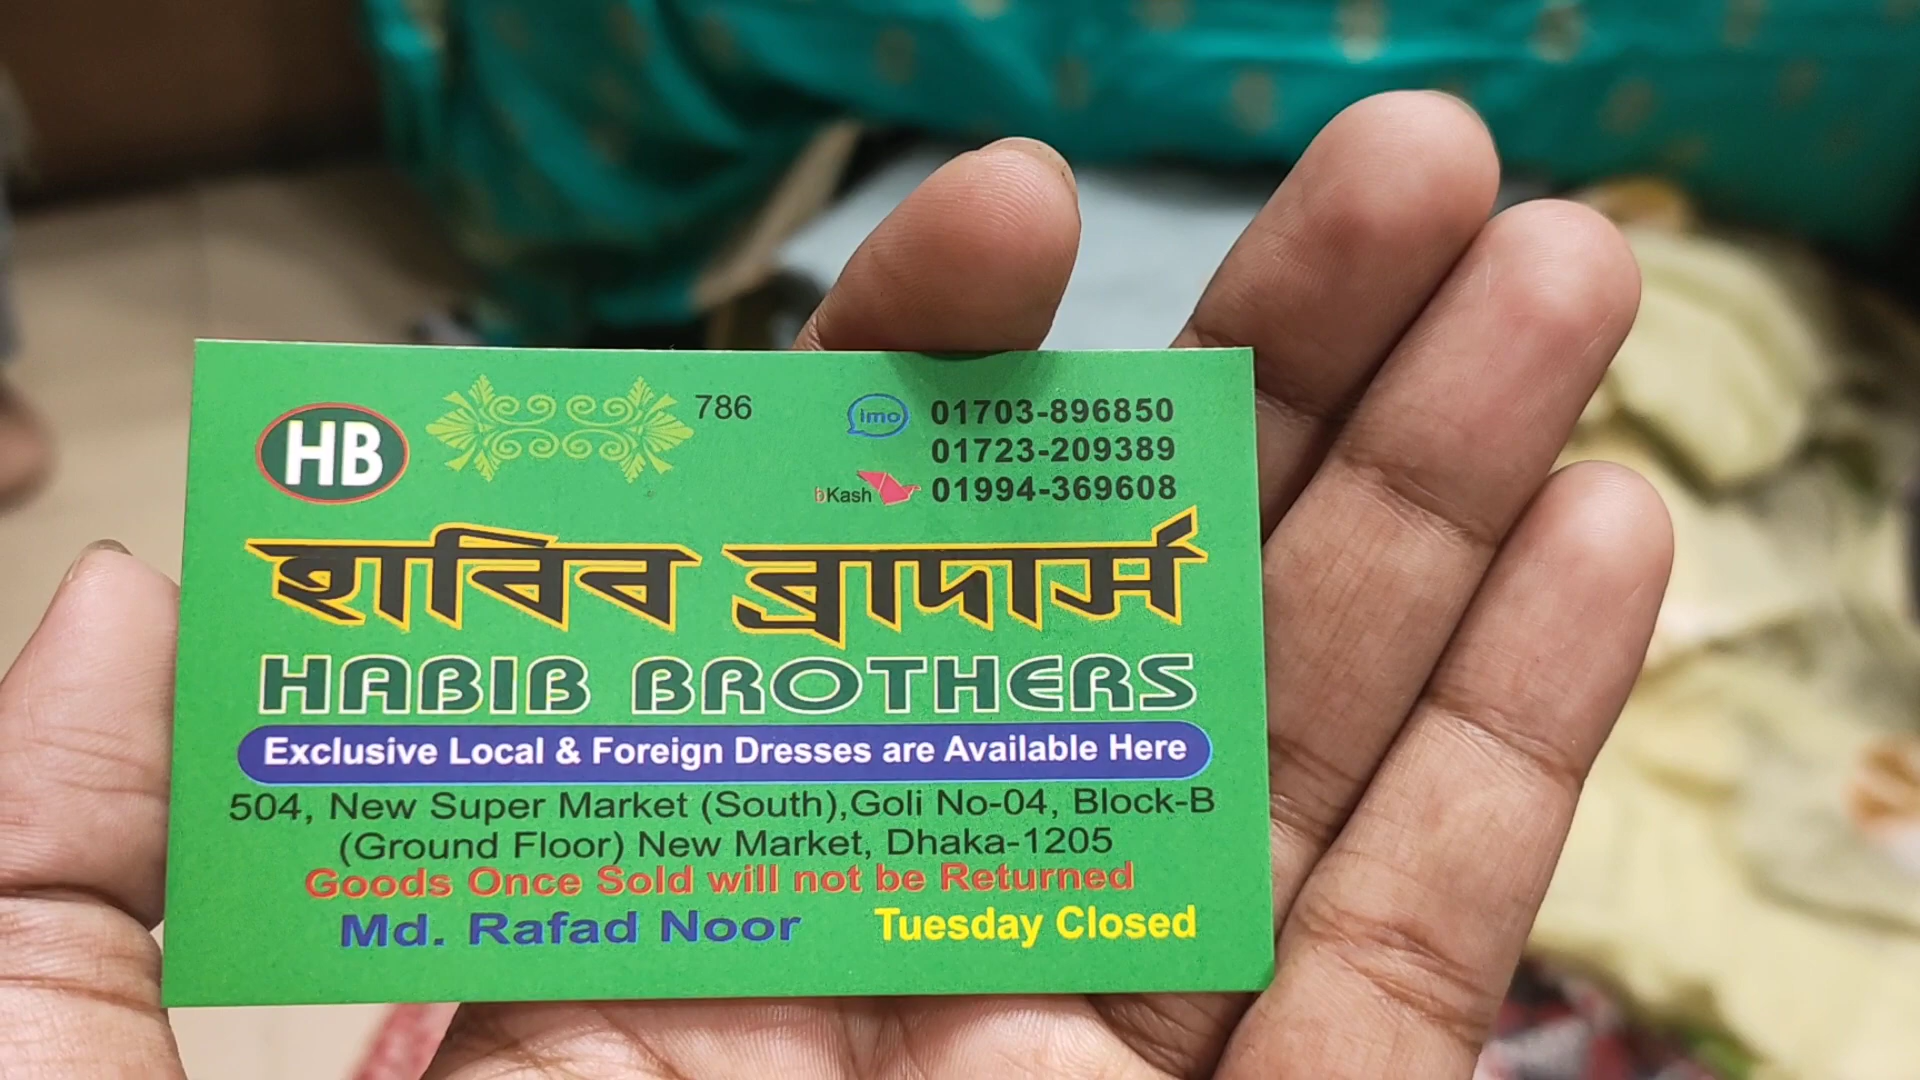 HB
786
imo 01703-896850
01723-209389
bKash 01994-369608
হাবিব ব্রাদার্স
HABIB BROTHERS
Exclusive Local & Foreign Dresses are Available Here
504, New Super Market (South),Goli No-04, Block-B
(Ground Floor) New Market, Dhaka-1205
Goods Once Sold will not be Returned
Md. Rafad Noor Tuesday Closed